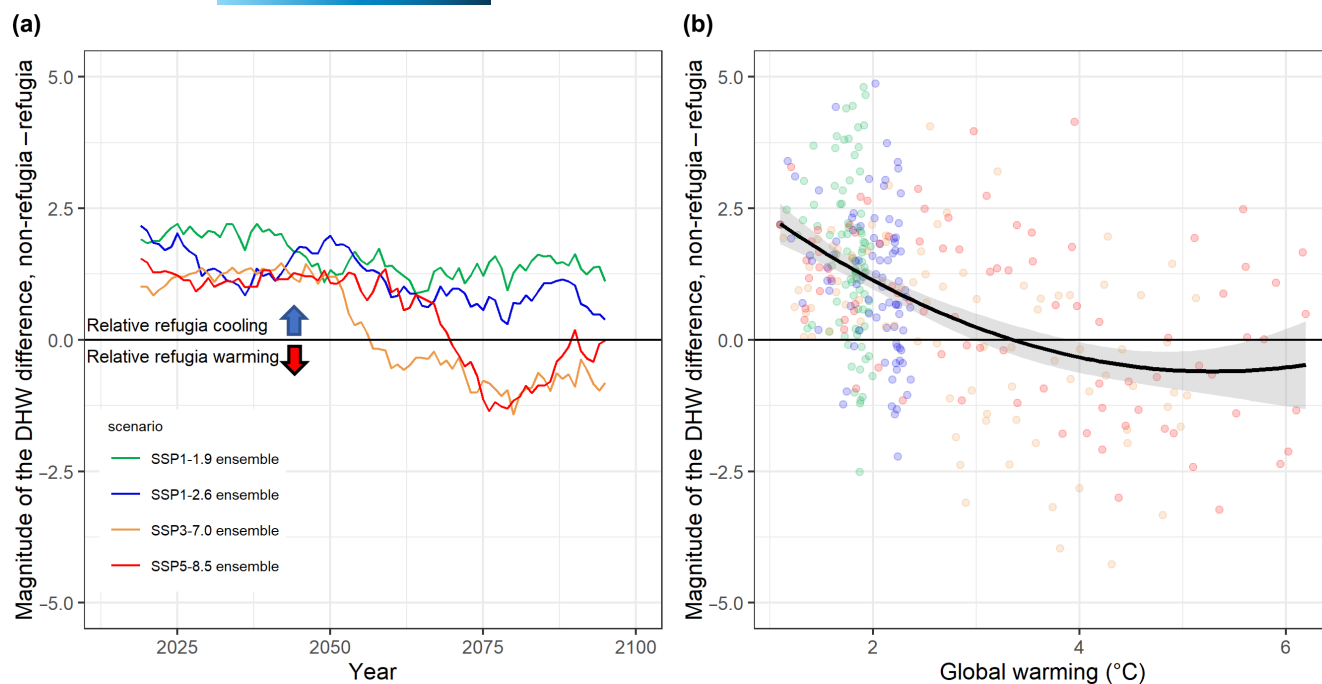 (a)
(b)
Magnitude of the DHW difference, non−refugia−refugia
5.0
2.5
0.0
−2.5
−5.0
Relative refugia cooling
Relative refugia warming
scenario
SSP1-1.9 ensemble
SSP1-2.6 ensemble
SSP3-7.0 ensemble
SSP5-8.5 ensemble
2025
2050
2075
2100
Year
Magnitude of the DHW difference, non−refugia−refugia
5.0
2.5
0.0
−2.5
−5.0
2
4
6
Global warming (°C)